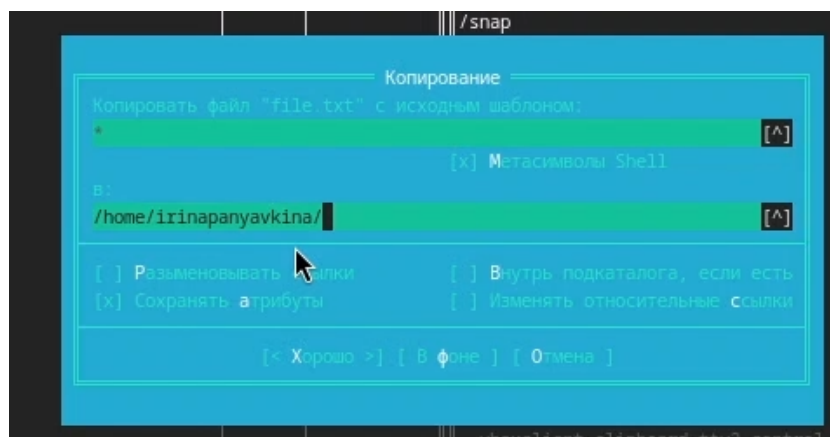 /snap
Копирование
Копировать файл "file.txt" с исходным шаблоном:
*
[^]
[x] Метасимволы Shell
в:
/home/irinapanyavkina/
[^]
[ ] Разыменовывать ссылки [ ] Внутрь подкаталога, если есть
[x] Сохранять атрибуты [ ] Изменять относительные ссылки
[< Хорошо >] [ В фоне ] [ Отмена ]